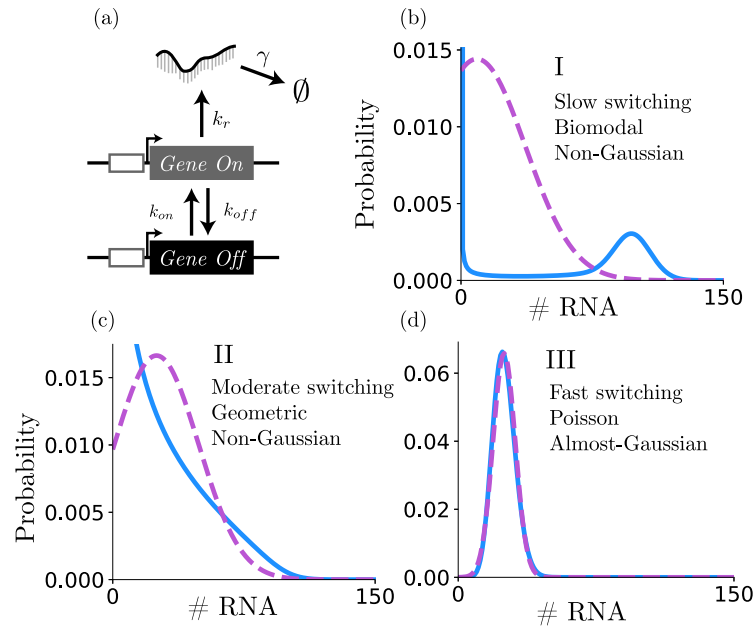 (a)
γ
∅
k_r
Gene On
k_on
k_off
Gene Off
(b)
Probability
0.015
0.010
0.005
0.000
I
Slow switching
Biomodal
Non-Gaussian
0
150
# RNA
(c)
Probability
0.015
0.010
0.005
0.000
II
Moderate switching
Geometric
Non-Gaussian
0
150
# RNA
(d)
0.06
0.04
0.02
0.00
III
Fast switching
Poisson
Almost-Gaussian
0
150
# RNA